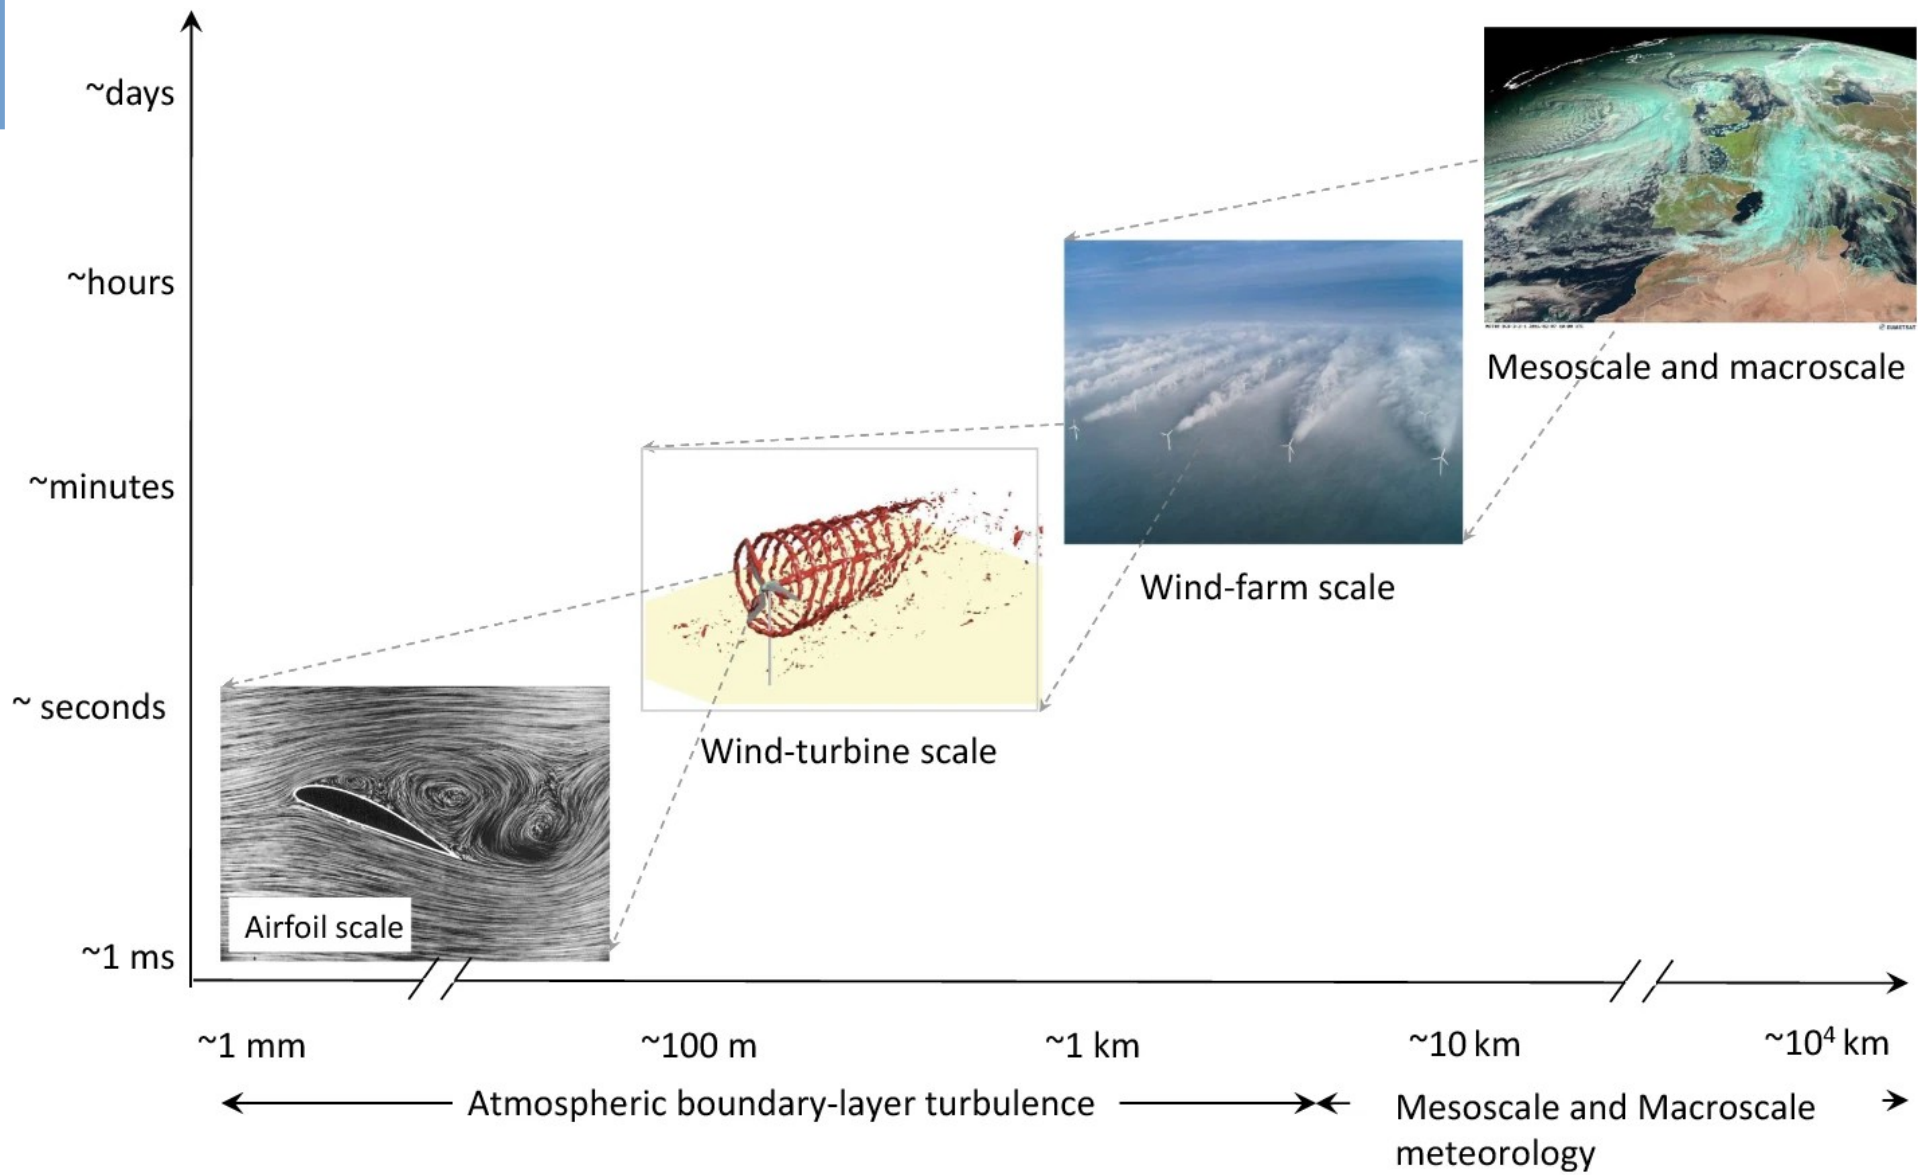 ~days
~hours
Mesoscale and macroscale
~minutes
Wind-farm scale
~ seconds
Wind-turbine scale
Airfoil scale
~1 ms
~1 mm
~100 m
~1 km
~10 km
~10⁴ km
Atmospheric boundary-layer turbulence
Mesoscale and Macroscale
meteorology